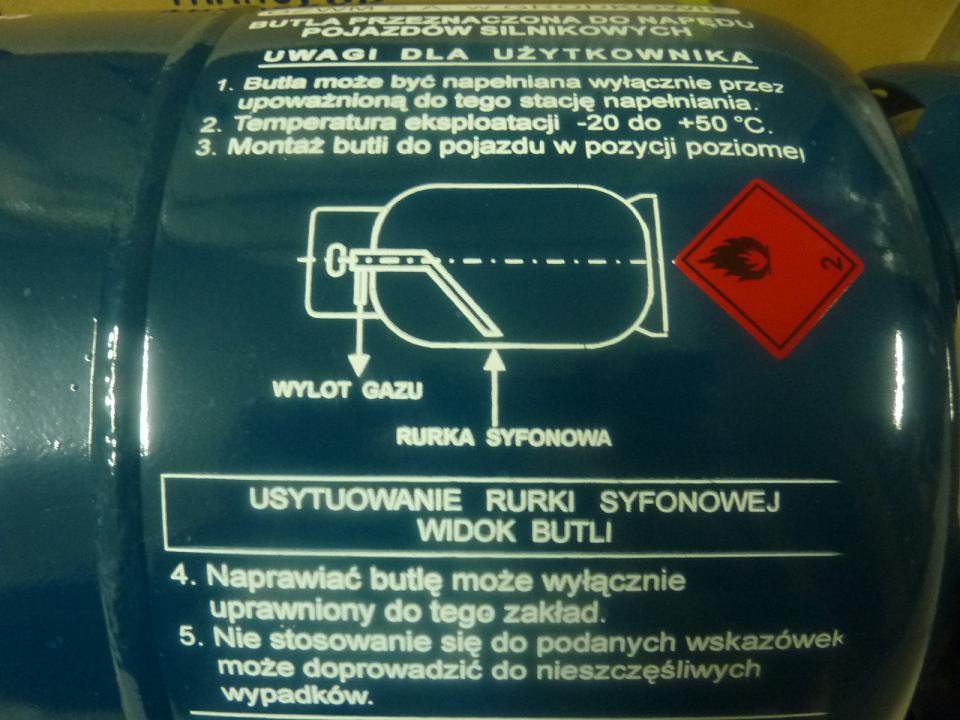 BUTLA PRZEZNACZONA DO NAPĘDU
POJAZDÓW SILNIKOWYCH
UWAGI DLA UŻYTKOWNIKA
1. Butla może być napełniana wyłącznie przez
upoważnioną do tego stację napełniania.
2. Temperatura eksploatacji -20 do +50 °C.
3. Montaż butli do pojazdu w pozycji poziomej
2
WYLOT GAZU
RURKA SYFONOWA
USYTUOWANIE RURKI SYFONOWEJ
WIDOK BUTLI
4. Naprawiać butlę może wyłącznie
uprawniony do tego zakład.
5. Nie stosowanie się do podanych wskazówek
może doprowadzić do nieszczęśliwych
wypadków.